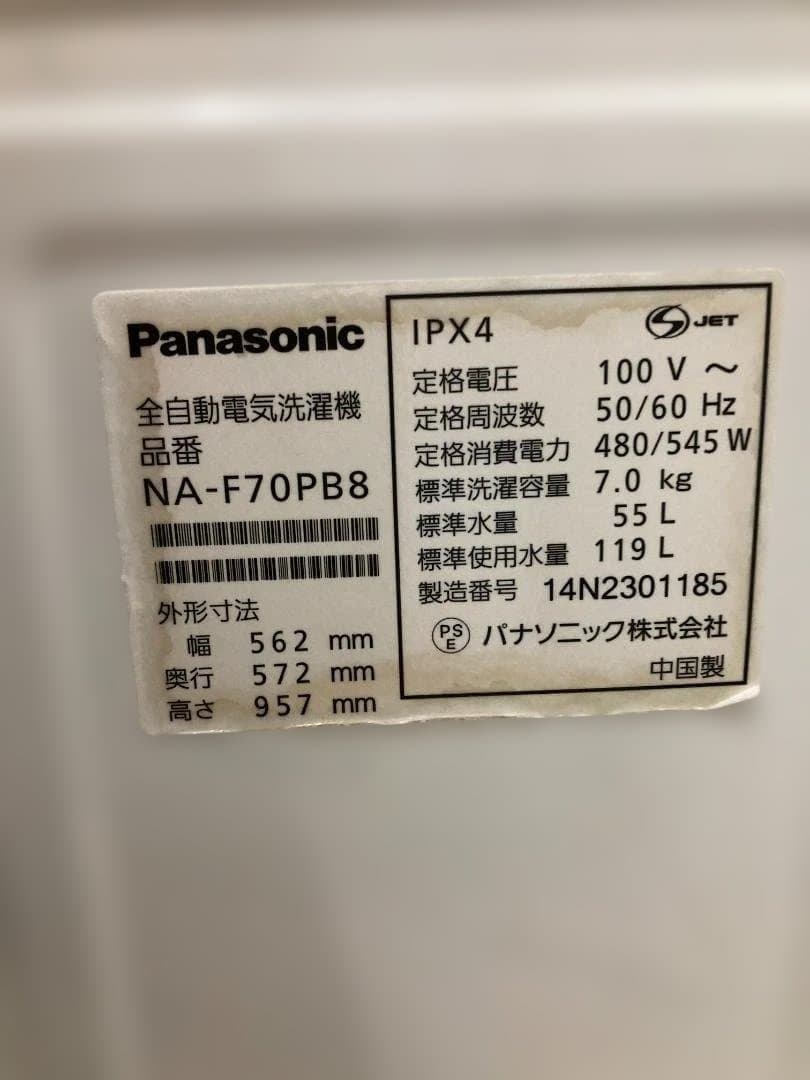 Panasonic
全自動電気洗濯機
品番
NA-F70PB8
外形寸法
幅 562 mm
奥行 572 mm
高さ 957 mm
IPX4
JET
定格電圧 100 V ～
定格周波数 50/60 Hz
定格消費電力 480/545 W
標準洗濯容量 7.0 kg
標準水量 55 L
標準使用水量 119 L
製造番号 14N2301185
PS E パナソニック株式会社
中国製